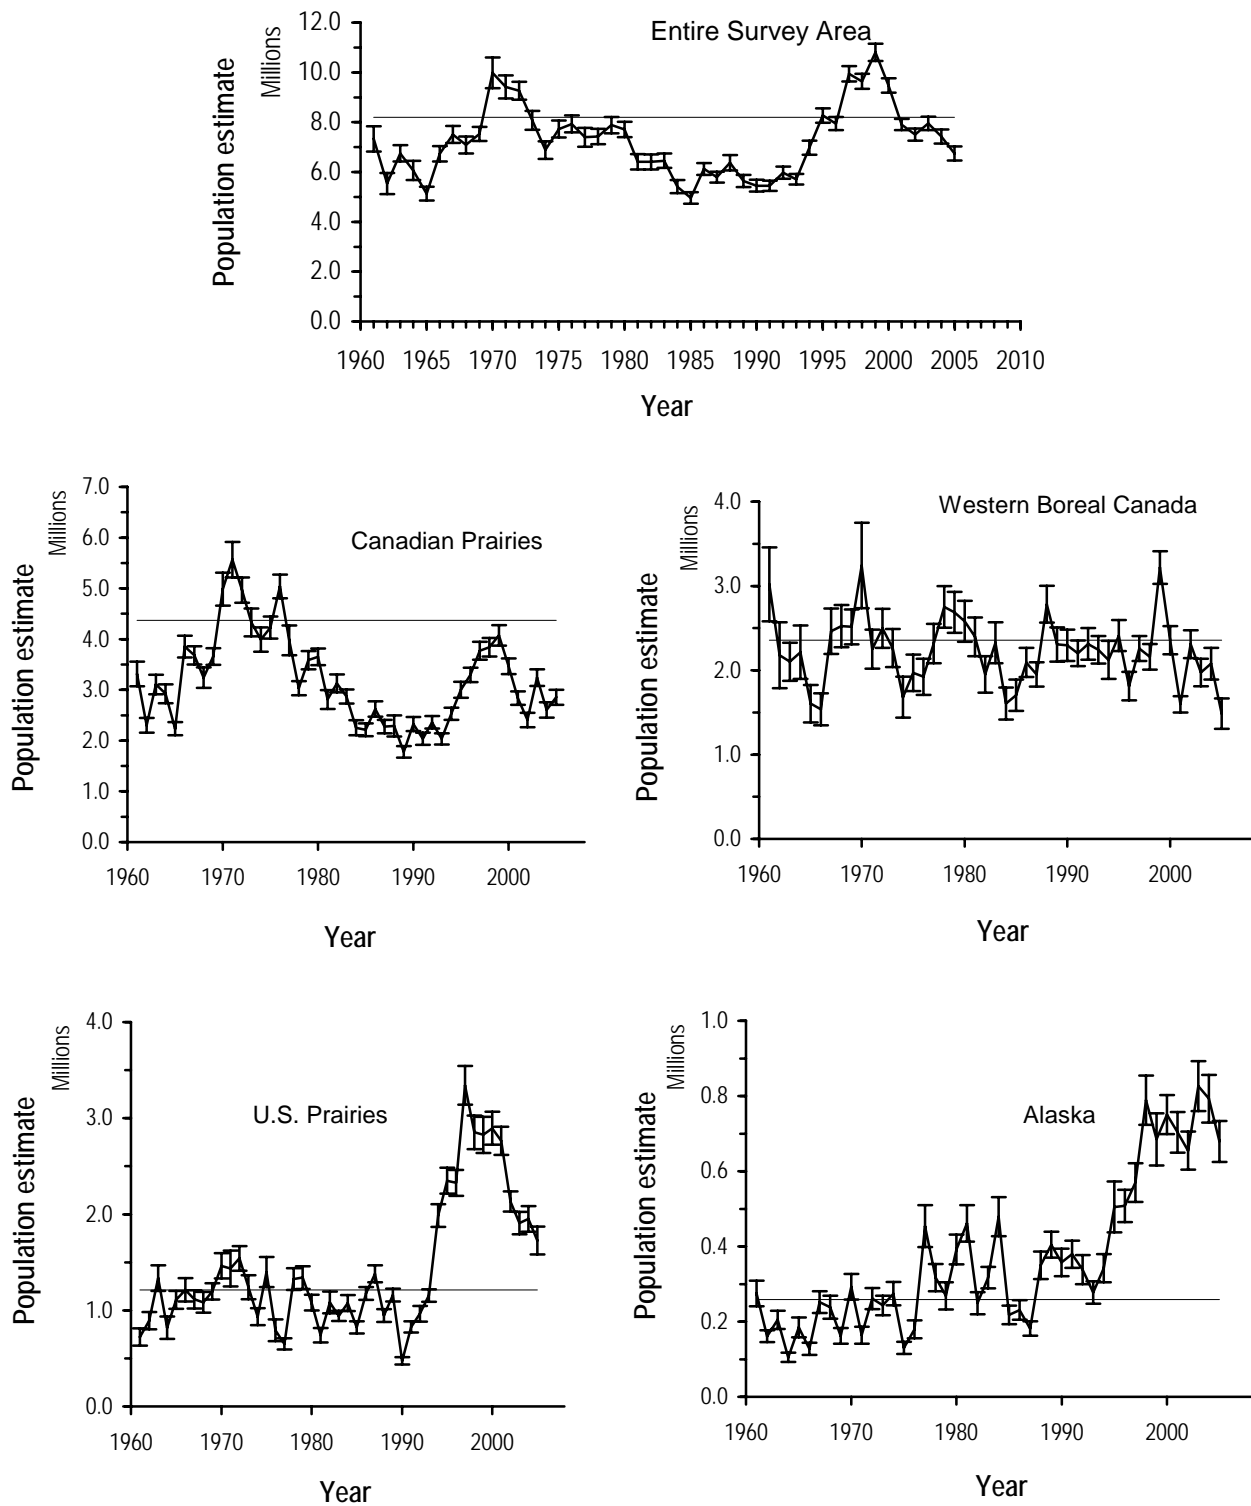 Entire Survey Area
Population estimate
Millions
12.0
10.0
8.0
6.0
4.0
2.0
0.0
1960 1965 1970 1975 1980 1985 1990 1995 2000 2005 2010
Year
Canadian Prairies
Population estimate
Millions
7.0
6.0
5.0
4.0
3.0
2.0
1.0
0.0
1960 1970 1980 1990 2000
Year
Western Boreal Canada
Population estimate
Millions
4.0
3.0
2.0
1.0
0.0
1960 1970 1980 1990 2000
Year
U.S. Prairies
Population estimate
Millions
4.0
3.0
2.0
1.0
0.0
1960 1970 1980 1990 2000
Year
Alaska
Population estimate
Millions
1.0
0.8
0.6
0.4
0.2
0.0
1960 1970 1980 1990 2000
Year